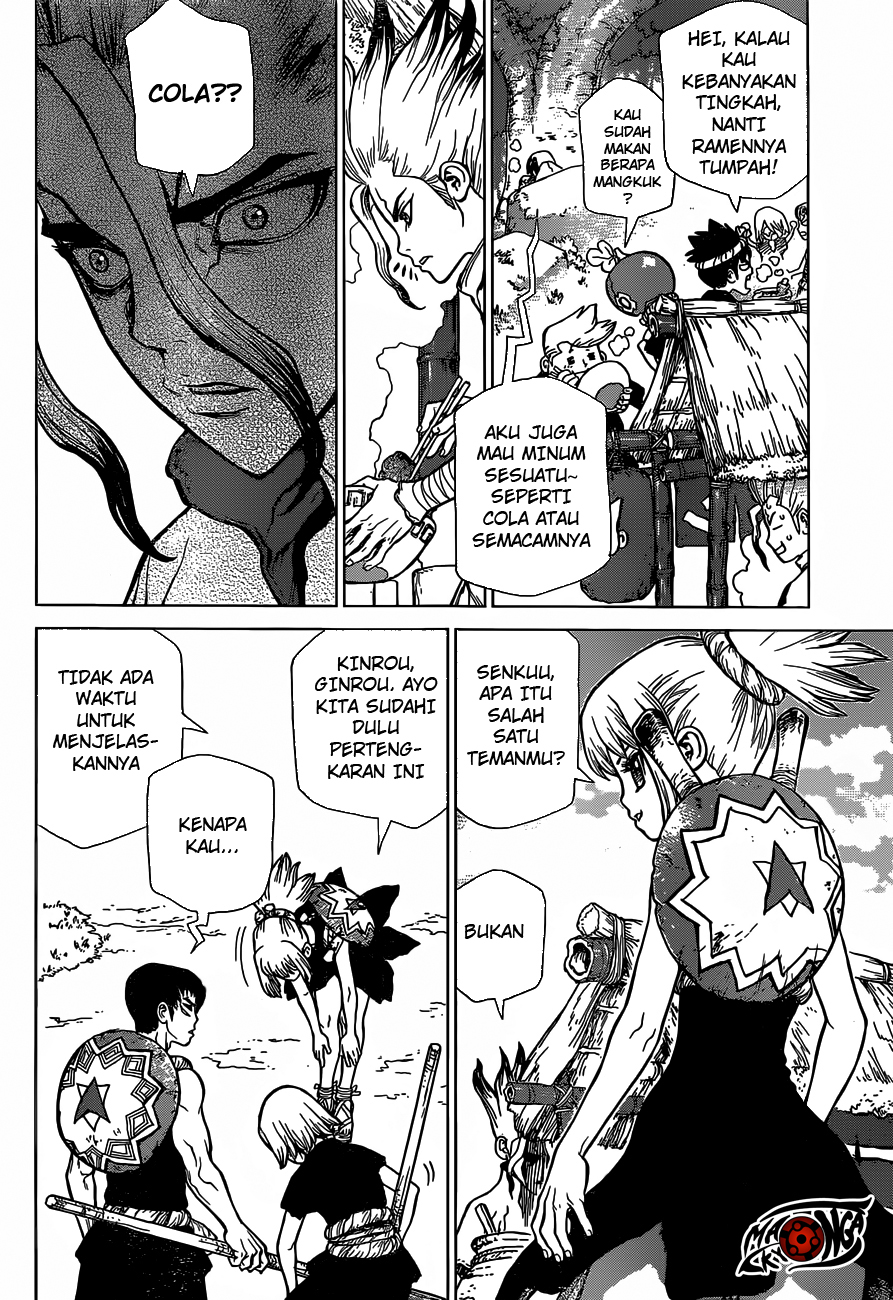 HEI, KALAU
KAU
KEBANYAKAN
TINGKAH,
NANTI
RAMENNYA
TUMPAH!
KAU
SUDAH
MAKAN
BERAPA
MANGKUK
?
AKU JUGA
MAU MINUM
SESUATU~
SEPERTI
COLA ATAU
SEMACAMNYA
COLA??
SENKUU,
APA ITU
SALAH
SATU
TEMANMU?
BUKAN
KINROU,
GINROU. AYO
KITA SUDAHI
DULU
PERTENG-
KARAN INI
KENAPA
KAU...
TIDAK ADA
WAKTU
UNTUK
MENJELAS-
KANNYA